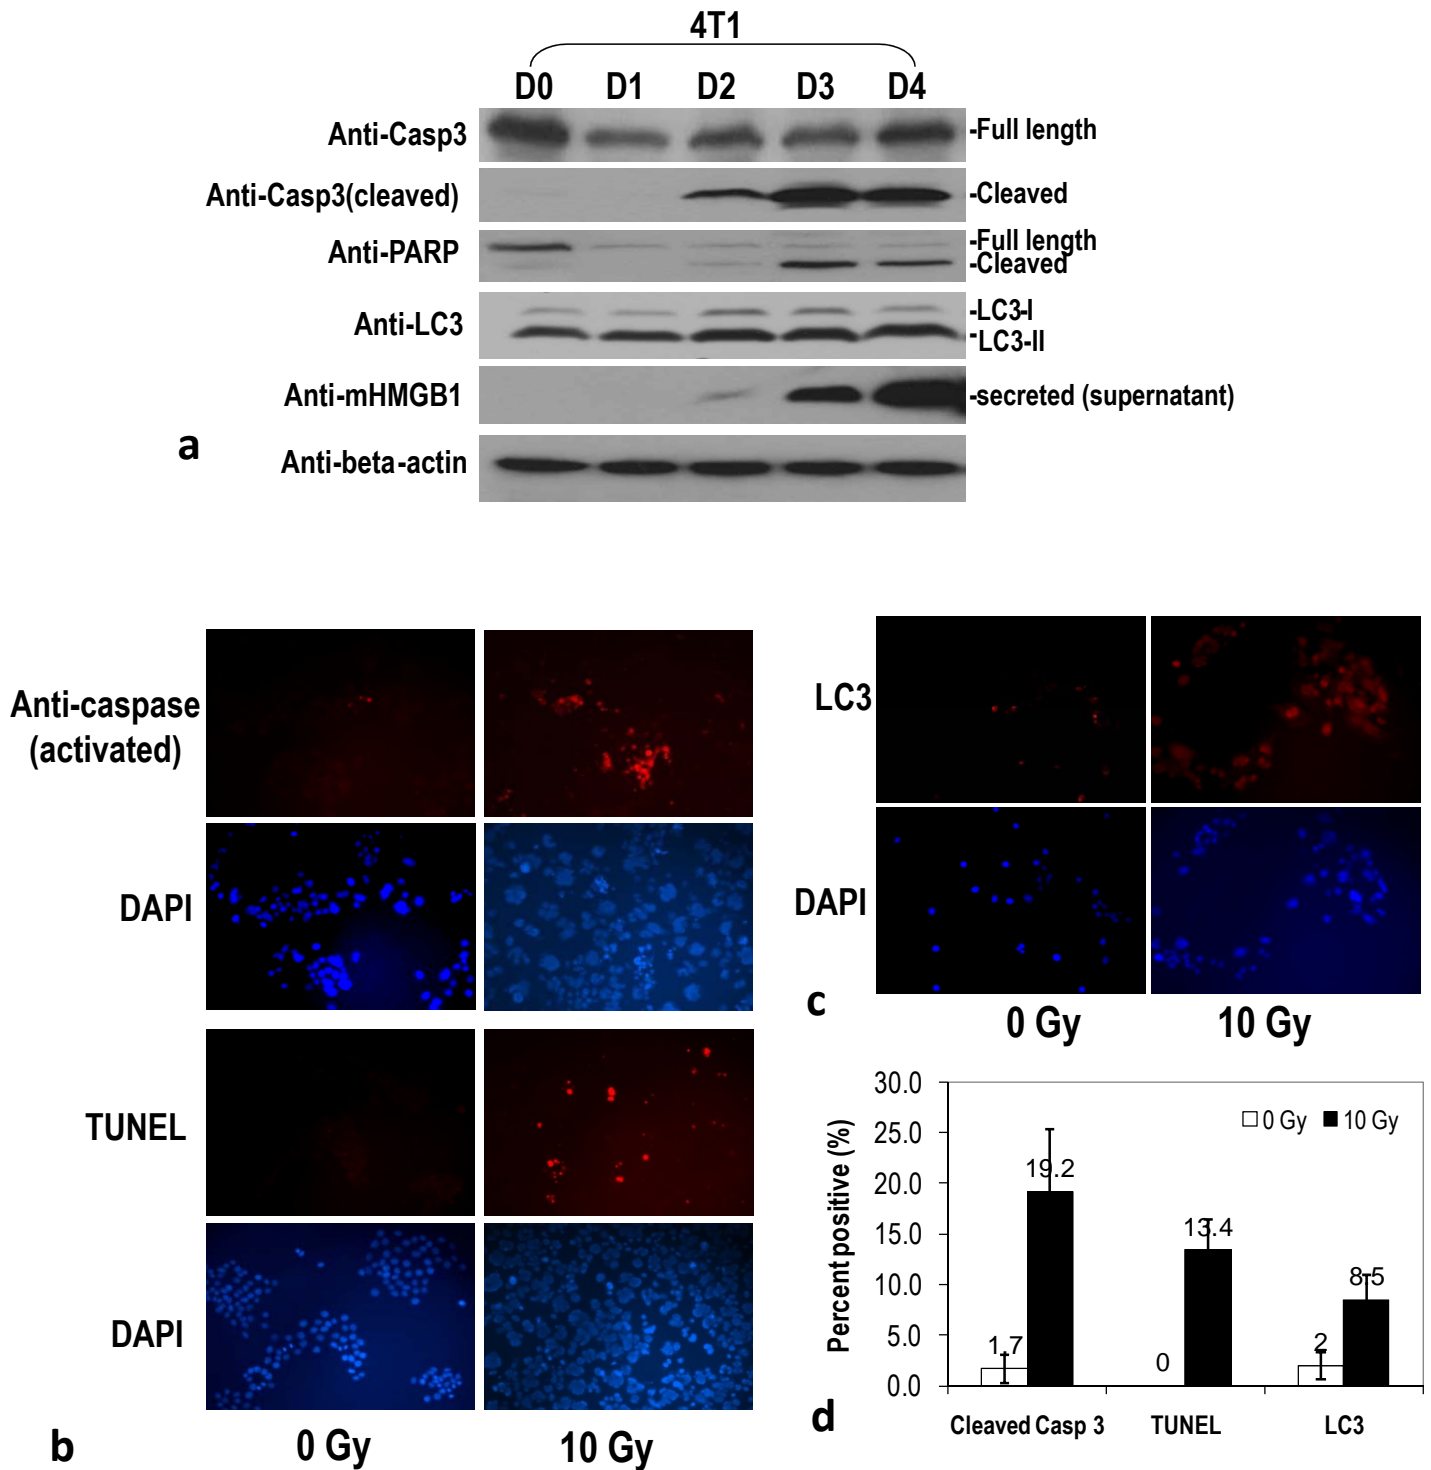 4T1
D0 D1 D2 D3 D4
Anti-Casp3 -Full length
Anti-Casp3(cleaved) -Cleaved
Anti-PARP -Full length
-Cleaved
Anti-LC3 -LC3-I
-LC3-II
Anti-mHMGB1 -secreted (supernatant)
a
Anti-beta-actin
Anti-caspase
(activated)
DAPI
TUNEL
DAPI
b
0 Gy 10 Gy
LC3
DAPI
c
0 Gy 10 Gy
30.0
25.0
20.0
15.0
10.0
5.0
0.0
Percent positive (%)
0 Gy 10 Gy
1.7
19.2
0
13.4
2
8.5
d
Cleaved Casp 3 TUNEL LC3